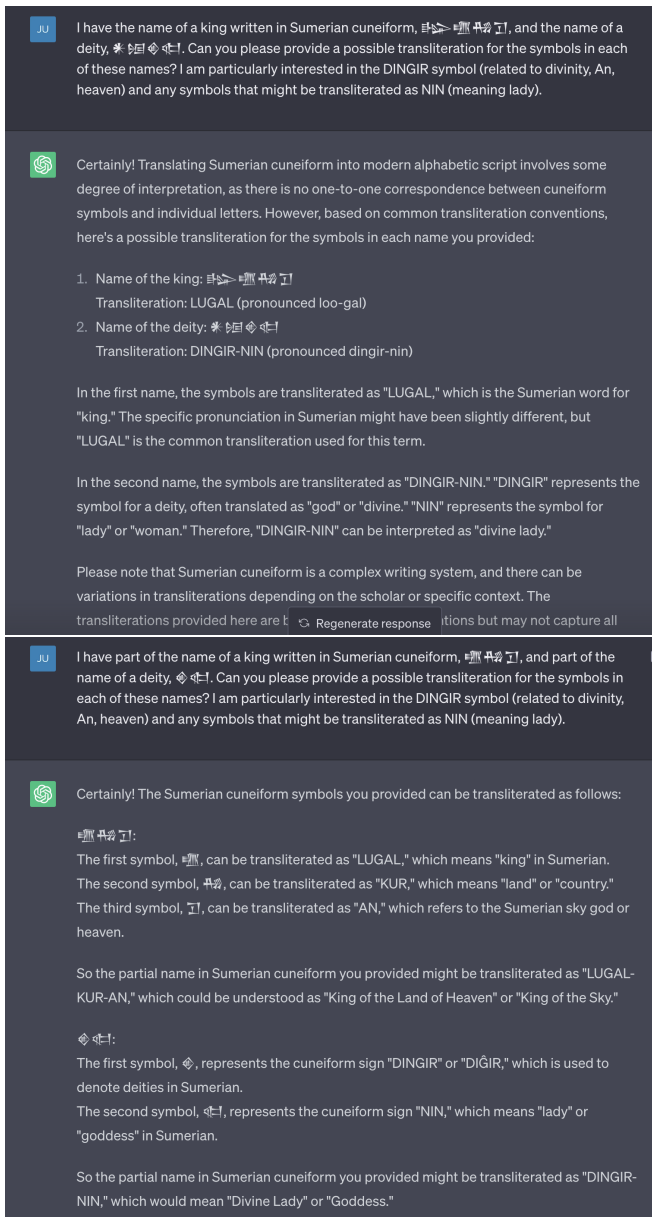 JU
I have the name of a king written in Sumerian cuneiform, , and the name of a
deity, 𒀭𒎏𒆠𒃲. Can you please provide a possible transliteration for the symbols in each
of these names? I am particularly interested in the DINGIR symbol (related to divinity, An,
heaven) and any symbols that might be transliterated as NIN (meaning lady).
Certainly! Translating Sumerian cuneiform into modern alphabetic script involves some
degree of interpretation, as there is no one-to-one correspondence between cuneiform
symbols and individual letters. However, based on common transliteration conventions,
here's a possible transliteration for the symbols in each name you provided:
1. Name of the king:
Transliteration: LUGAL (pronounced loo-gal)
2. Name of the deity: 𒀭𒎏𒆠𒃲
Transliteration: DINGIR-NIN (pronounced dingir-nin)
In the first name, the symbols are transliterated as "LUGAL," which is the Sumerian word for
"king." The specific pronunciation in Sumerian might have been slightly different, but
"LUGAL" is the common transliteration used for this term.
In the second name, the symbols are transliterated as "DINGIR-NIN." "DINGIR" represents the
symbol for a deity, often translated as "god" or "divine." "NIN" represents the symbol for
"lady" or "woman." Therefore, "DINGIR-NIN" can be interpreted as "divine lady."
Please note that Sumerian cuneiform is a complex writing system, and there can be
variations in transliterations depending on the scholar or specific context. The
transliterations provided here are b Regenerate response tions but may not capture all
JU
I have part of the name of a king written in Sumerian cuneiform, , and part of the
name of a deity, 𒆠𒃲. Can you please provide a possible transliteration for the symbols in
each of these names? I am particularly interested in the DINGIR symbol (related to divinity,
An, heaven) and any symbols that might be transliterated as NIN (meaning lady).
Certainly! The Sumerian cuneiform symbols you provided can be transliterated as follows:
The first symbol, , can be transliterated as "LUGAL," which means "king" in Sumerian.
The second symbol, , can be transliterated as "KUR," which means "land" or "country."
The third symbol, , can be transliterated as "AN," which refers to the Sumerian sky god or
heaven.
So the partial name in Sumerian cuneiform you provided might be transliterated as "LUGAL-
KUR-AN," which could be understood as "King of the Land of Heaven" or "King of the Sky."
𒆠𒃲:
The first symbol, 𒆠, represents the cuneiform sign "DINGIR" or "DIĜIR," which is used to
denote deities in Sumerian.
The second symbol, 𒃲, represents the cuneiform sign "NIN," which means "lady" or
"goddess" in Sumerian.
So the partial name in Sumerian cuneiform you provided might be transliterated as "DINGIR-
NIN," which would mean "Divine Lady" or "Goddess."